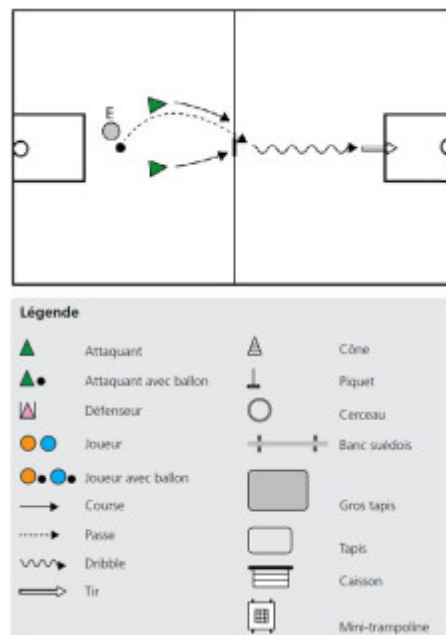 E
Légende
Attaquant
Cône
Attaquant avec ballon
Piquet
Défenseur
Cerceau
Joueur
Banc suédois
Joueur avec ballon
Course
Gros tapis
Passe
Tapis
Dribble
Caisson
Tir
Mini-trampoline